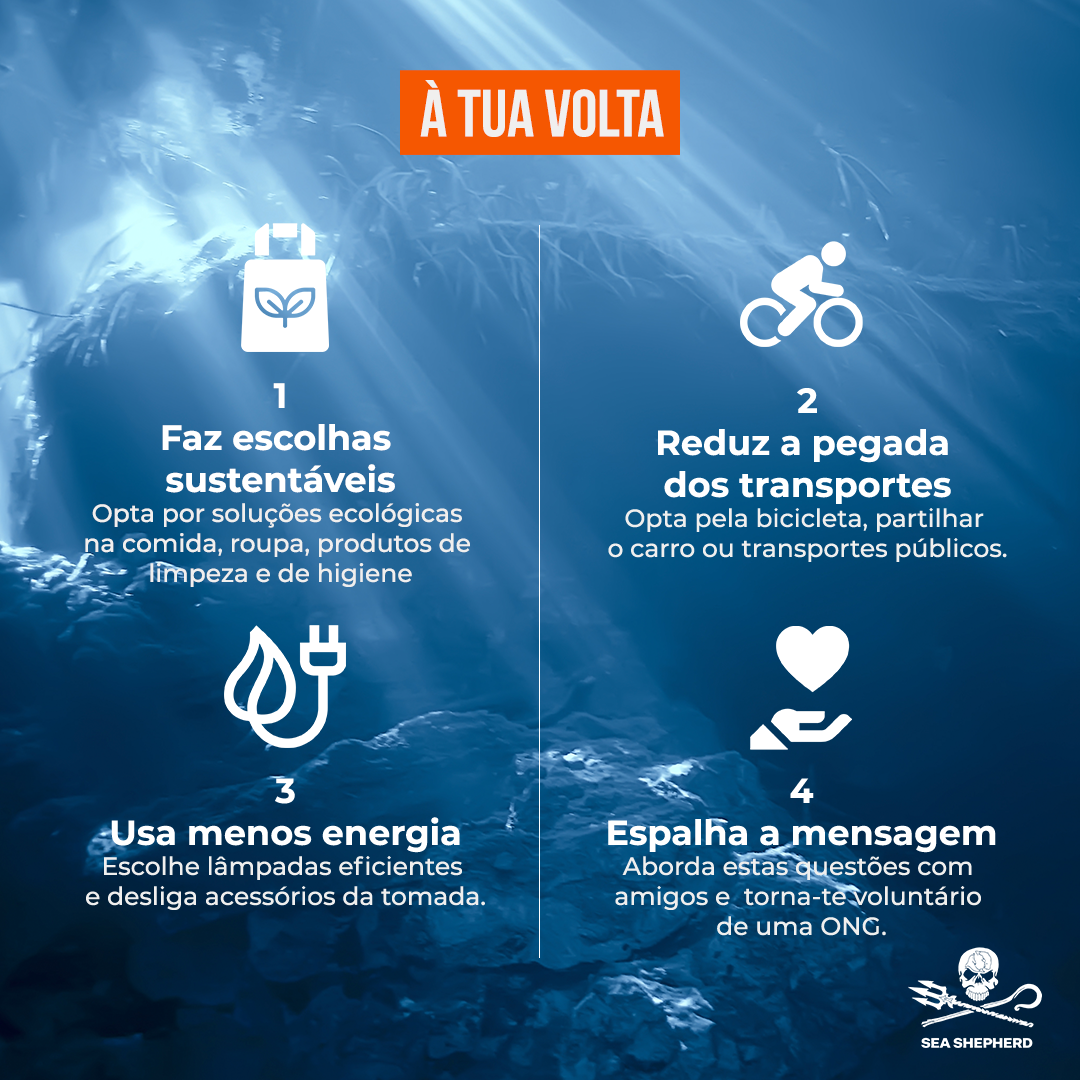 À TUA VOLTA
1
Faz escolhas
sustentáveis
Opta por soluções ecológicas
na comida, roupa, produtos de
limpeza e de higiene
2
Reduz a pegada
dos transportes
Opta pela bicicleta, partilhar
o carro ou transportes públicos.
3
Usa menos energia
Escolhe lâmpadas eficientes
e desliga acessórios da tomada.
4
Espalha a mensagem
Aborda estas questões com
amigos e  torna-te voluntário
de uma ONG.
SEA SHEPHERD